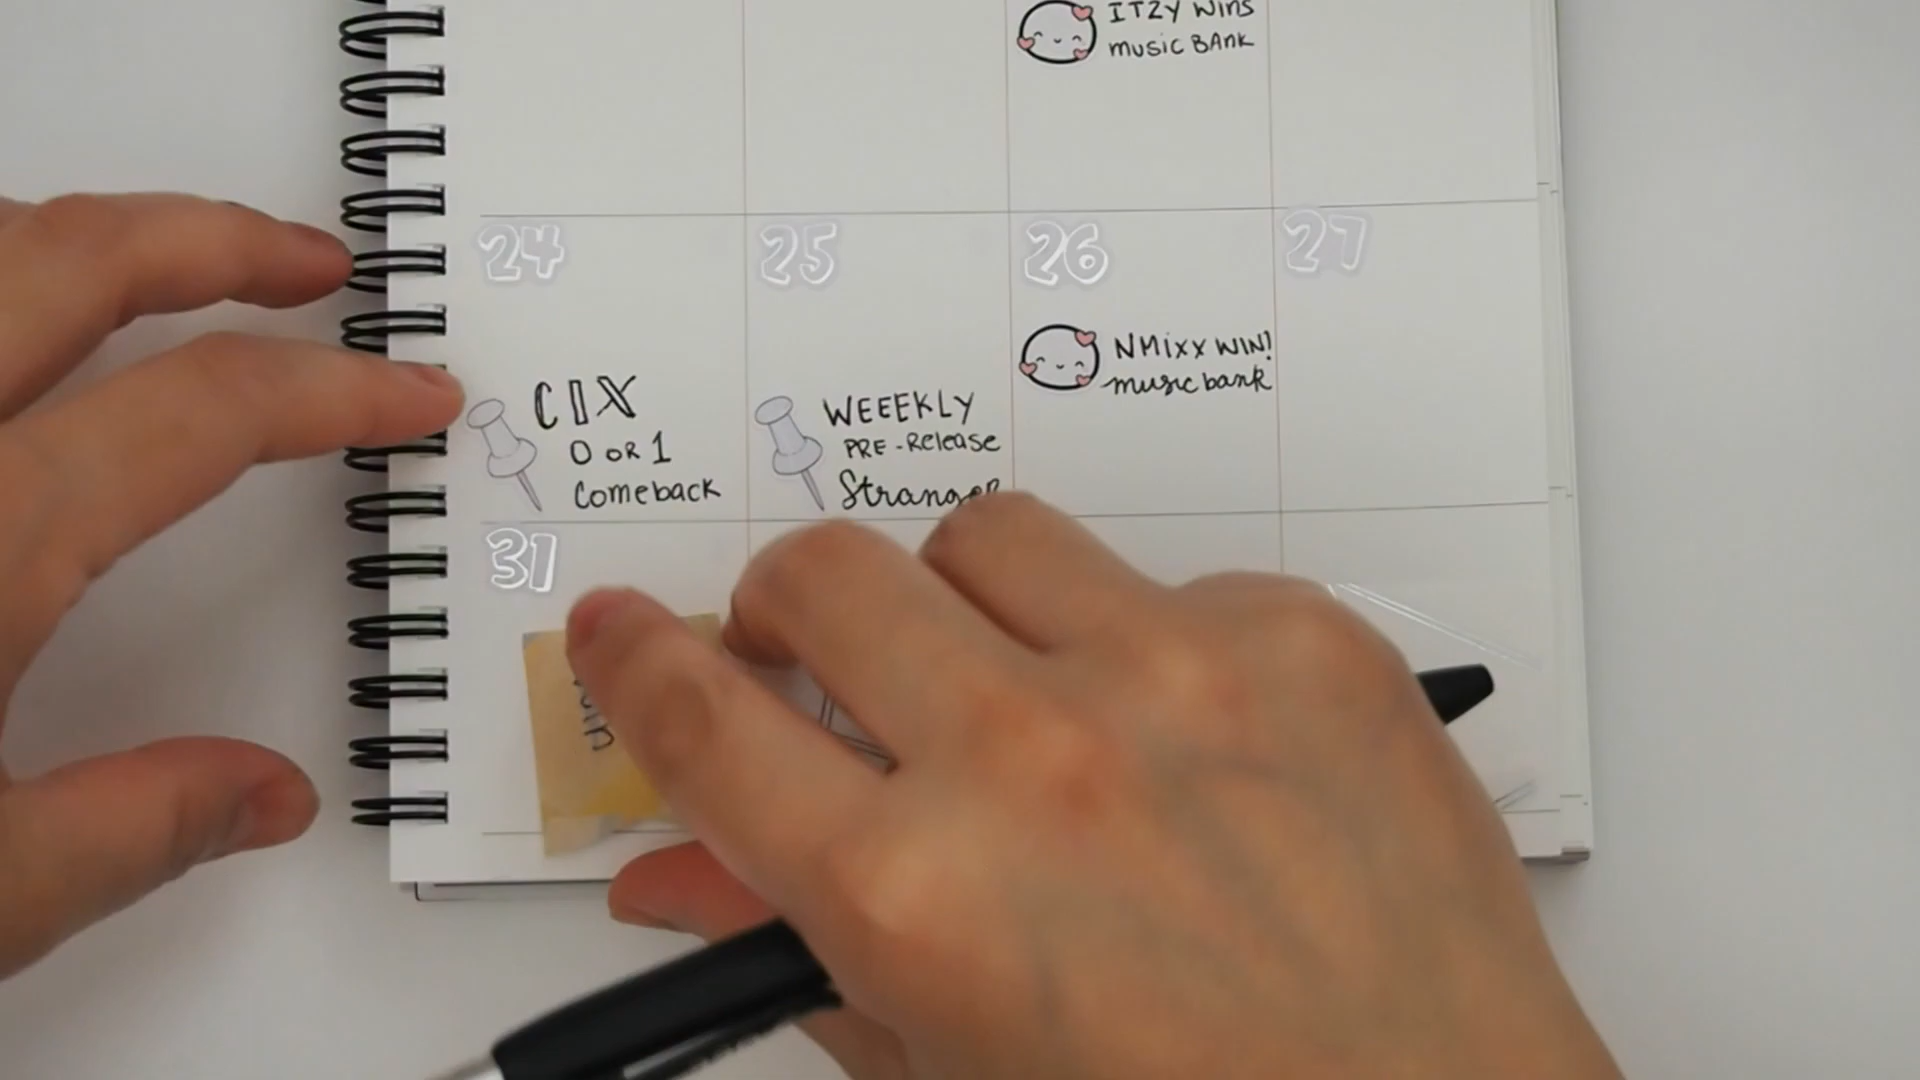 ITZY WINS
MUSIC BANK
24
25
26
27
CIX
0 OR 1
Comeback
WEEEKLY
PRE-Release
Stranger
NMiXX WIN!
music bank
31